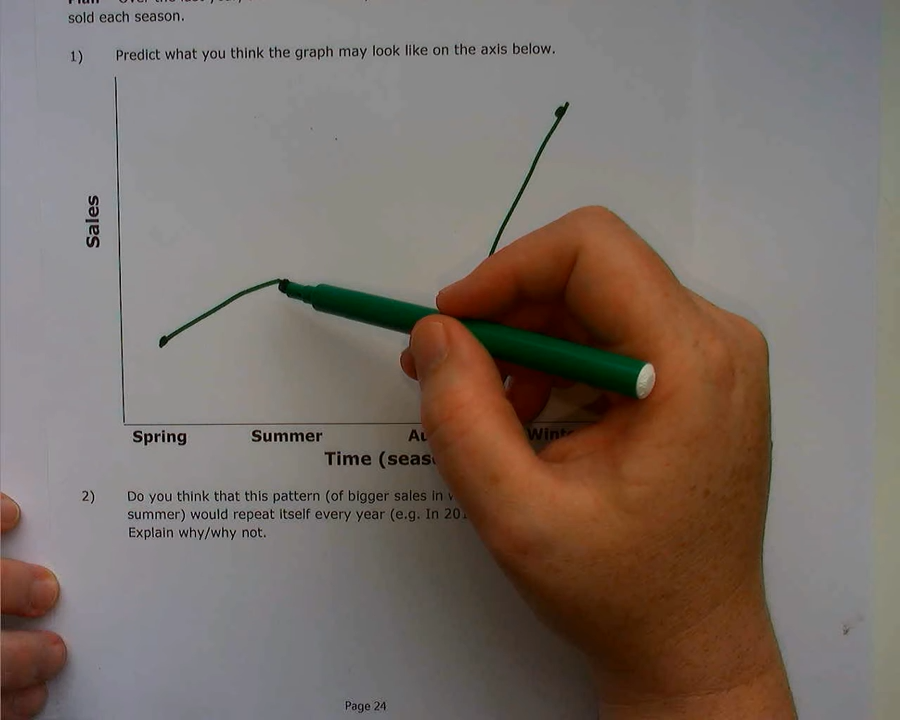 sold each season.
1) Predict what you think the graph may look like on the axis below.
Sales
Spring Summer
Time
2) Do you think that this pattern (of bigger sales in
summer) would repeat itself every year (e.g. In
Explain why/why not.
Page 24